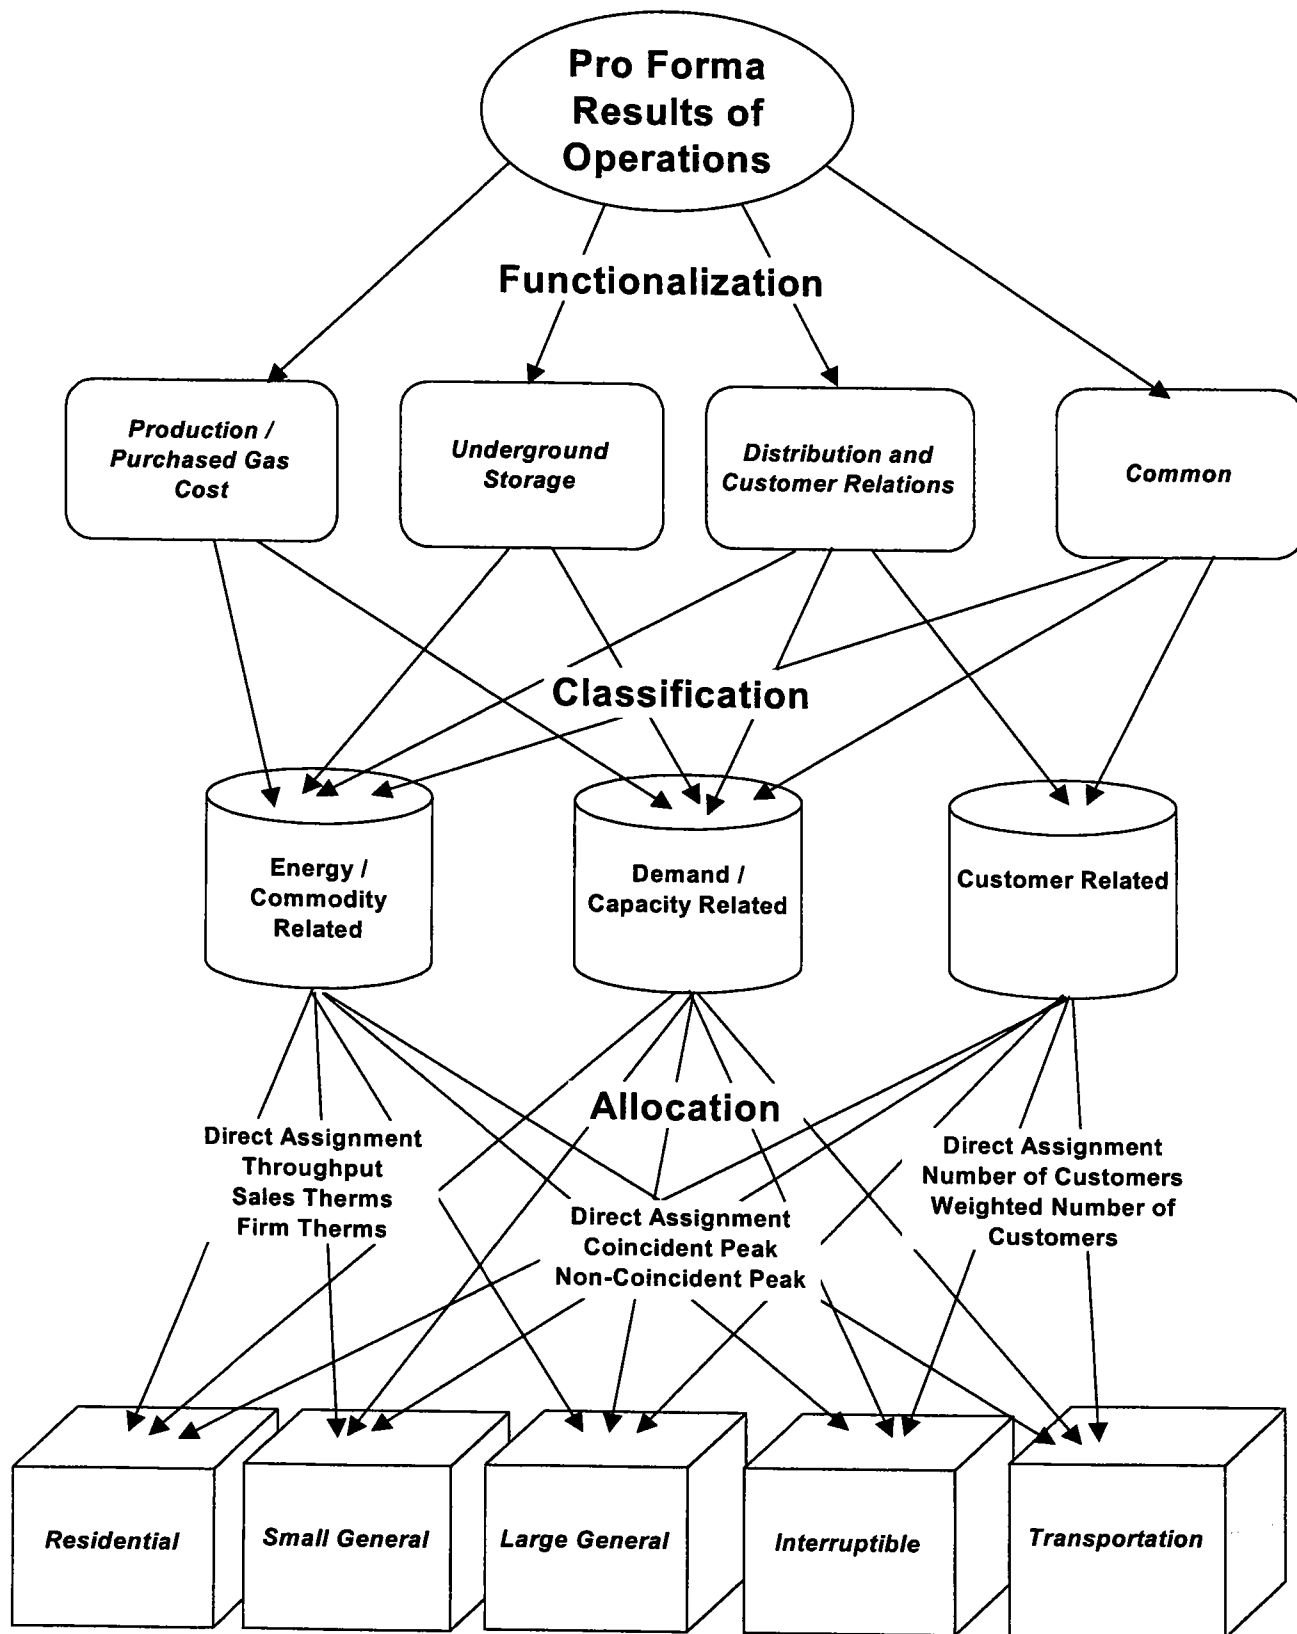 Pro Forma
Results of
Operations
Functionalization
Production /
Purchased Gas
Cost
Underground
Storage
Distribution and
Customer Relations
Common
Classification
Energy /
Commodity
Related
Demand /
Capacity Related
Customer Related
Allocation
Direct Assignment
Throughput
Sales Therms
Firm Therms
Direct Assignment
Coincident Peak
Non-Coincident Peak
Direct Assignment
Number of Customers
Weighted Number of
Customers
Residential
Small General
Large General
Interruptible
Transportation